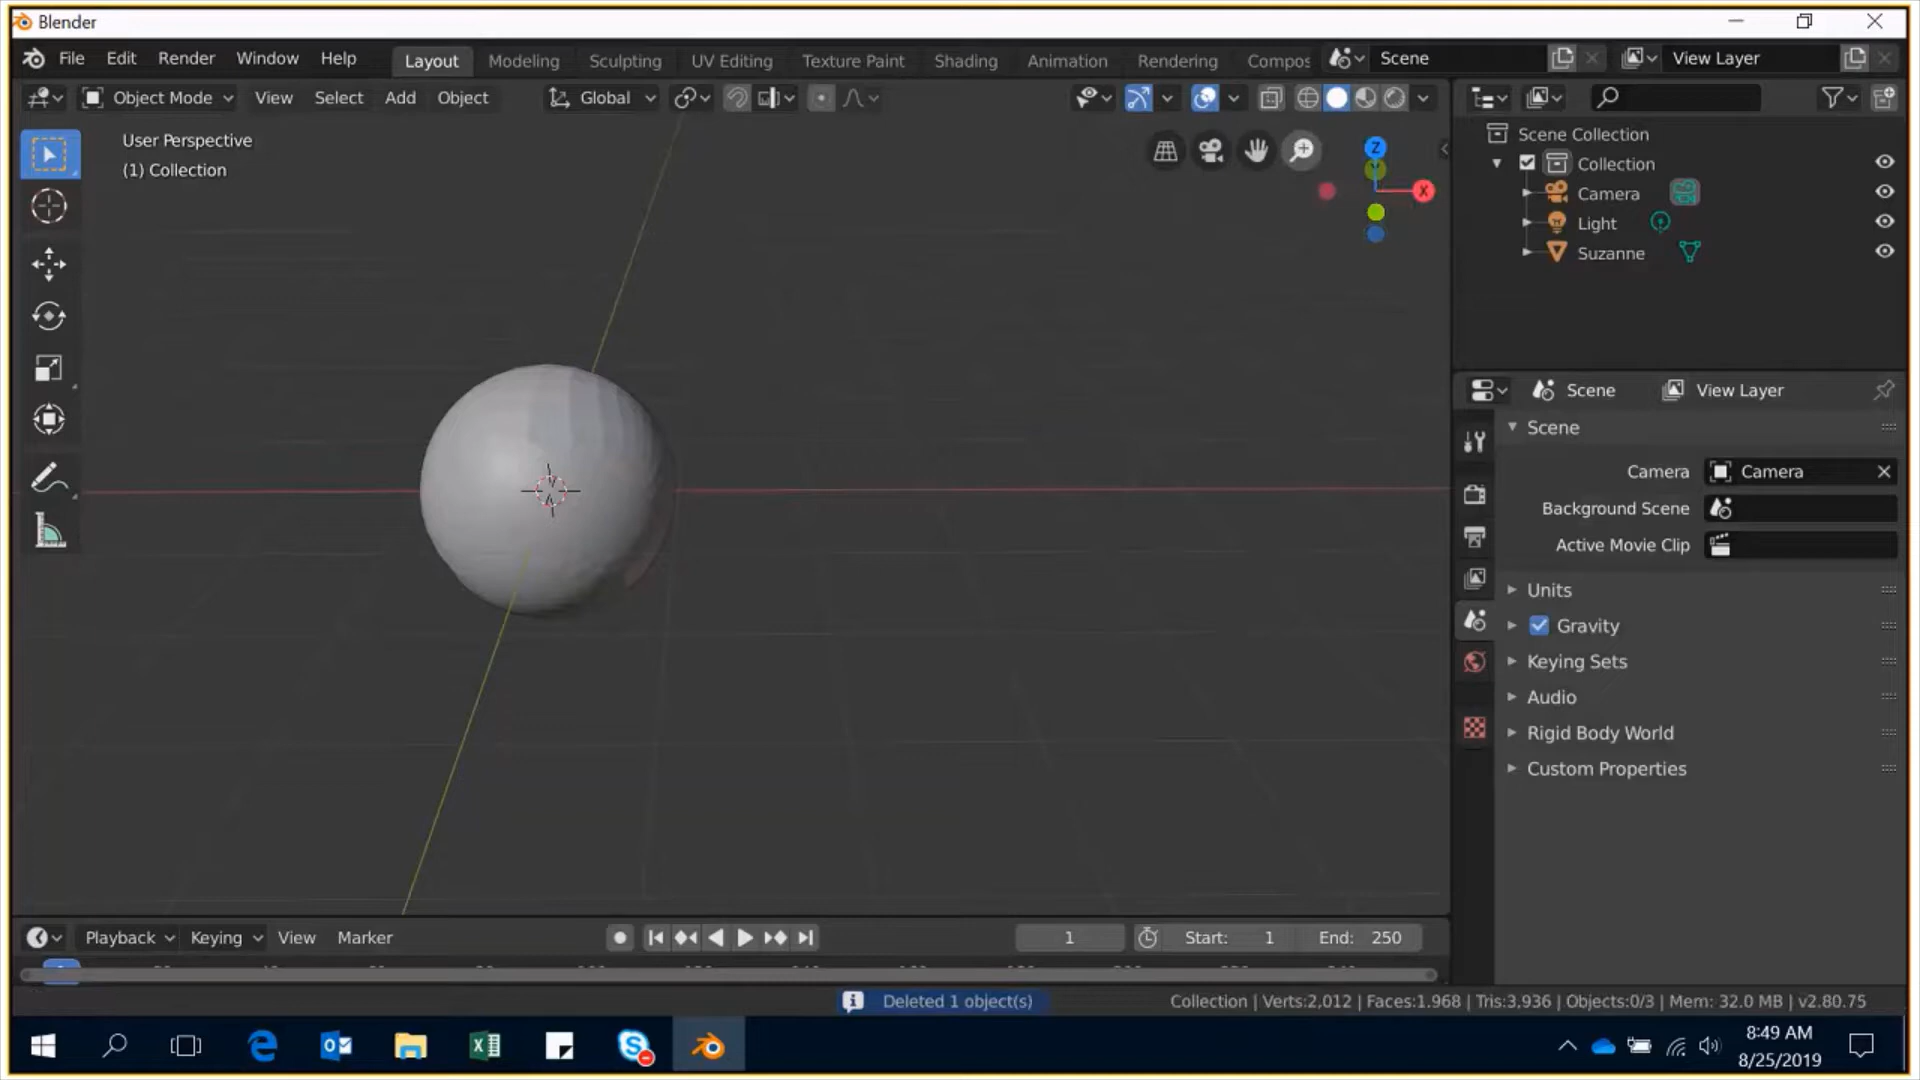 Blender
File Edit Render Window Help Layout Modeling Sculpting UV Editing Texture Paint Shading Animation Rendering Compos Scene View Layer
Object Mode View Select Add Object Global
User Perspective
(1) Collection
Z
X
Scene Collection
Collection
Camera
Light
Suzanne
Scene View Layer
Scene
Camera Camera
Background Scene
Active Movie Clip
Units
Gravity
Keying Sets
Audio
Rigid Body World
Custom Properties
Playback Keying View Marker 1 Start: 1 End: 250
Deleted 1 object(s) Collection | Verts:2,012 | Faces:1,968 | Tris:3,936 | Objects:0/3 | Mem: 32.0 MB | v2.80.75
8:49 AM
8/25/2019